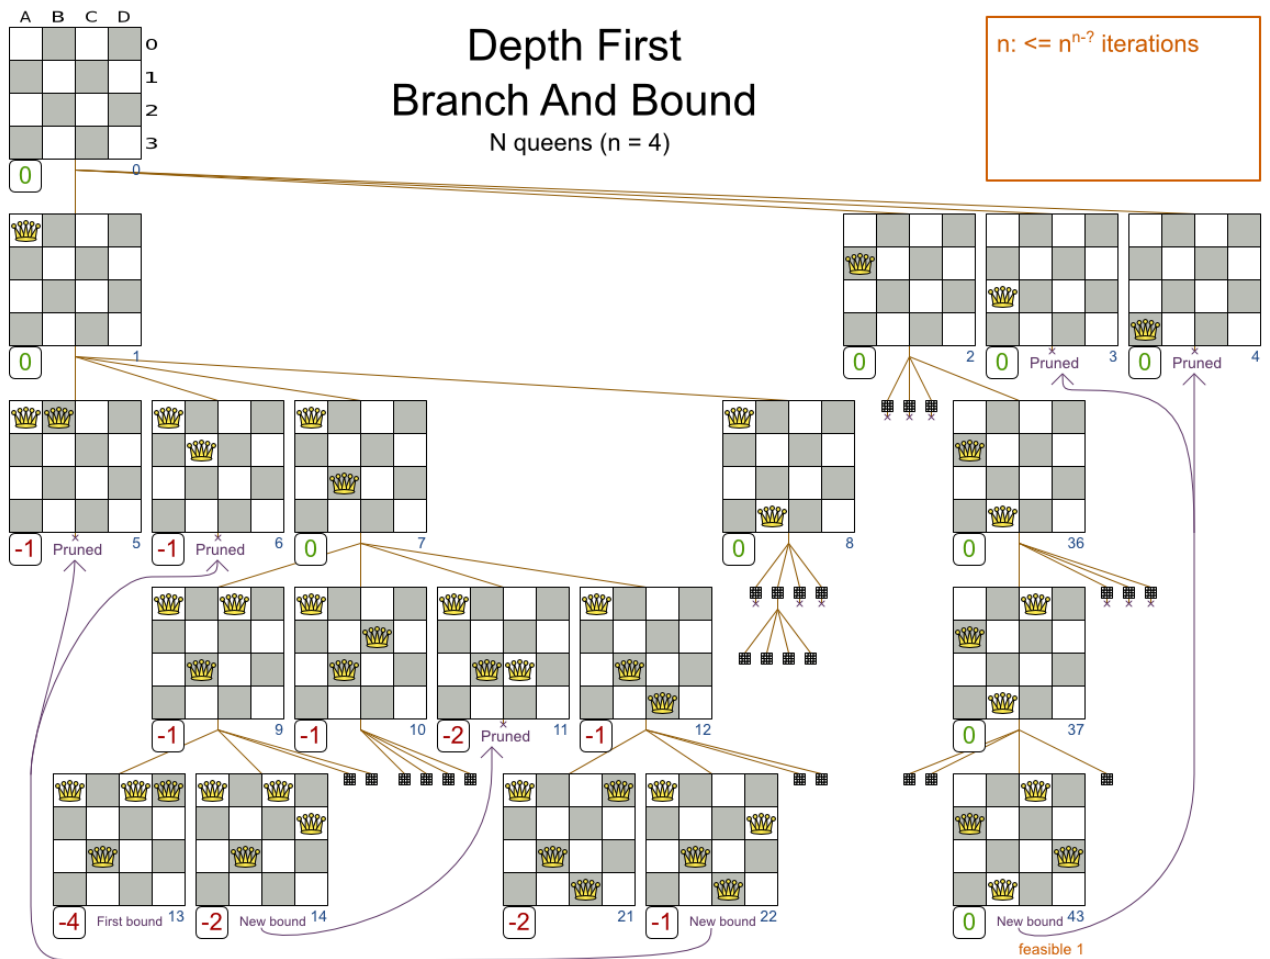 A B C D
0
1
2
3
Depth First
Branch And Bound
N queens (n = 4)
n: <= n^n-? iterations
0 0
0 1
0 2
0 Pruned 3
0 Pruned 4
-1 Pruned 5
-1 Pruned 6
0 7
0 8
0 36
-1 9
-1 10
-2 Pruned 11
-1 12
0 37
-4 First bound 13
-2 New bound 14
-2 21
-1 New bound 22
0 New bound 43
feasible 1